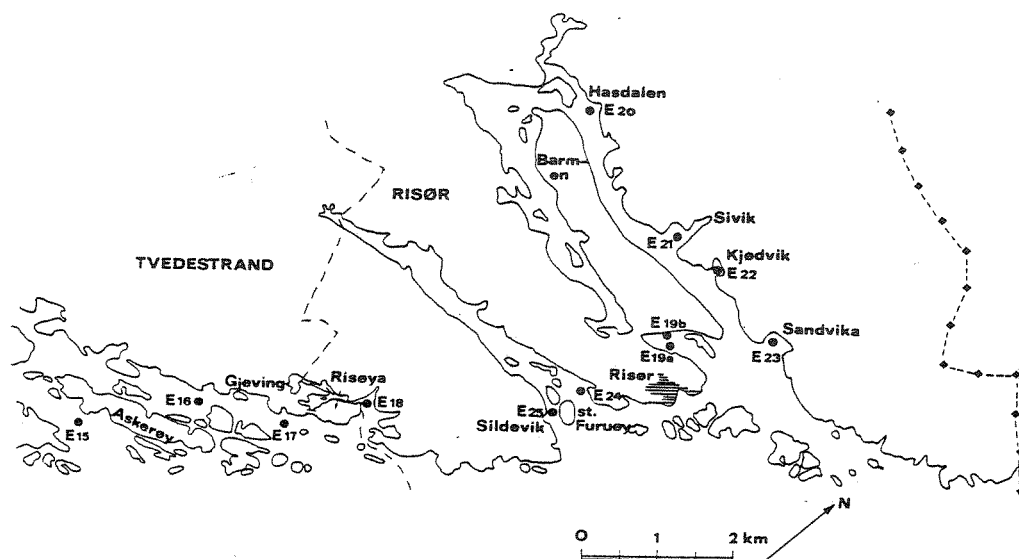 Hasdalen
E 20
Barm-
en
RISØR
Sivik
E 21
Kjødvik
E 22
TVEDESTRAND
E 19b
Sandvika
E 19a
E 23
Risør
Gjeving
Risøya
E 16
E 18
E 24
E 25
st.
Furuøy
Askerøy
E 15
E 17
Sildevik
N
0 1 2 km